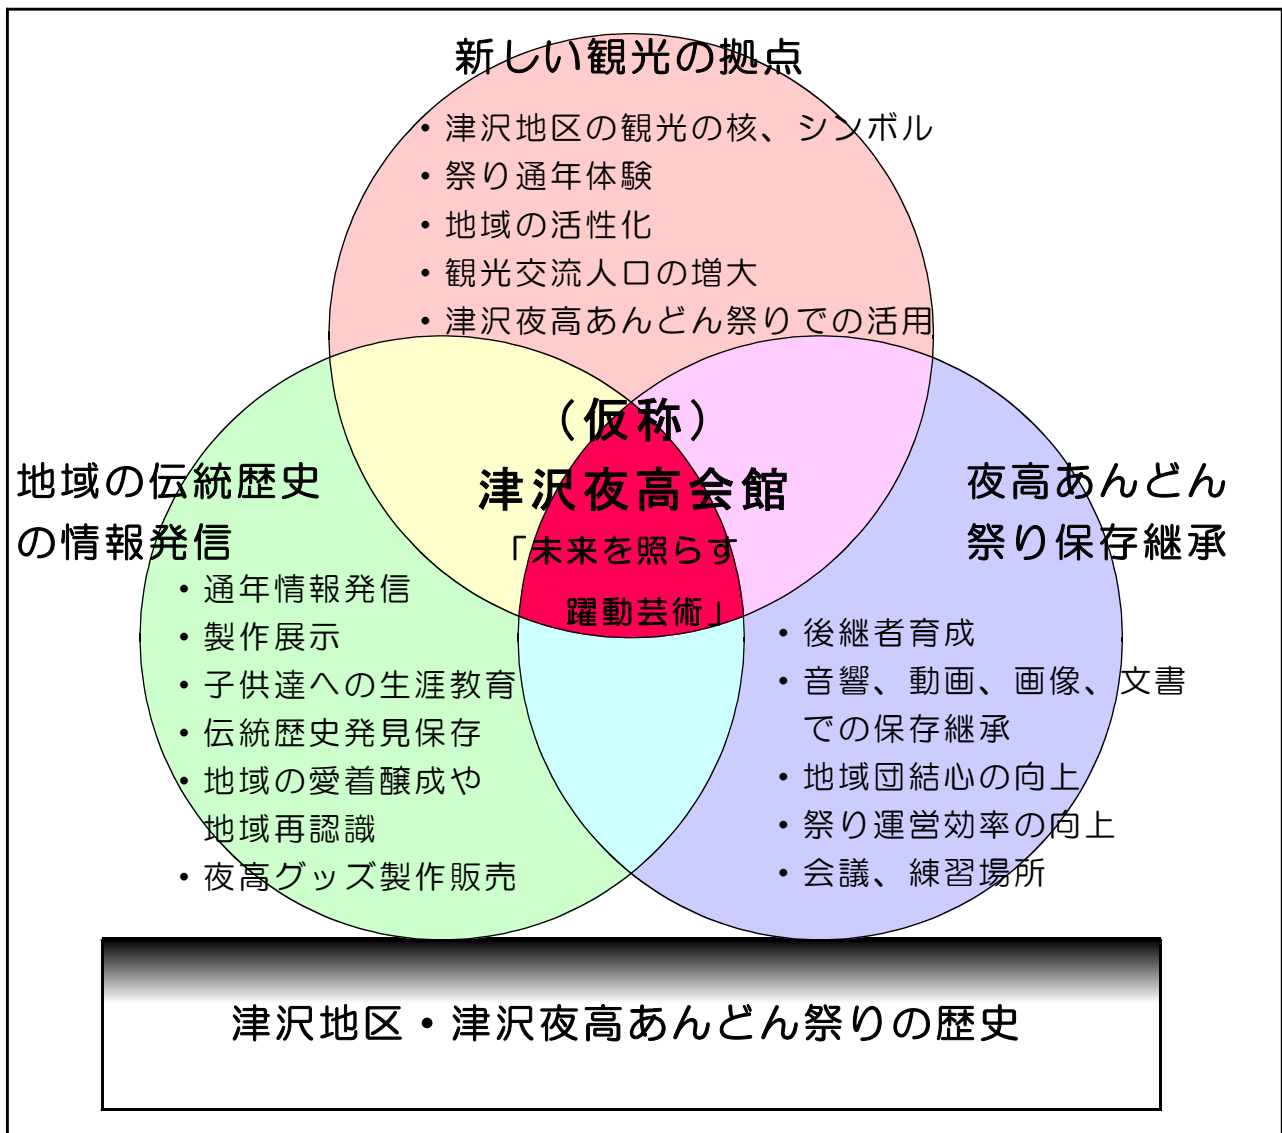 新しい観光の拠点
・津沢地区の観光の核、シンボル
・祭り通年体験
・地域の活性化
・観光交流人口の増大
・津沢夜高あんどん祭りでの活用
（仮称）
津沢夜高会館
「未来を照らす
躍動芸術」
地域の伝統歴史
の情報発信
・通年情報発信
・製作展示
・子供達への生涯教育
・伝統歴史発見保存
・地域の愛着醸成や
地域再認識
・夜高グッズ製作販売
夜高あんどん
祭り保存継承
・後継者育成
・音響、動画、画像、文書
での保存継承
・地域団結心の向上
・祭り運営効率の向上
・会議、練習場所
津沢地区・津沢夜高あんどん祭りの歴史